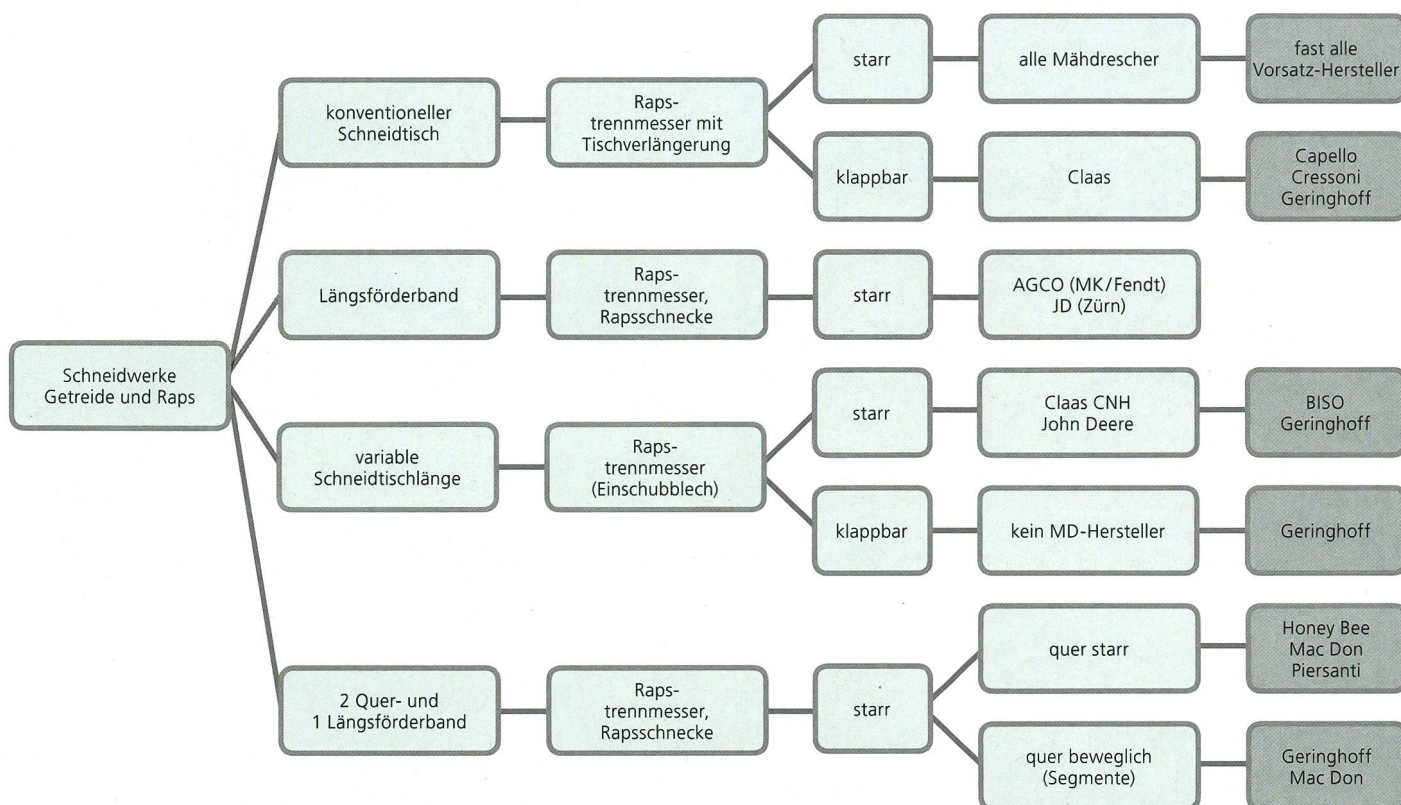 starr
alle Mähdrescher
fast alle
Vorsatz-Hersteller
konventioneller
Schneidtisch
Raps-
trennmesser mit
Tischverlängerung
klappbar
Claas
Capello
Cressoni
Geringhoff
Längsförderband
Raps-
trennmesser,
Rapsschnecke
starr
AGCO (MK/Fendt)
JD (Zürn)
Schneidwerke
Getreide und Raps
variable
Schneidtischlänge
Raps-
trennmesser
(Einschubblech)
starr
Claas CNH
John Deere
BISO
Geringhoff
klappbar
kein MD-Hersteller
Geringhoff
2 Quer- und
1 Längsförderband
Raps-
trennmesser,
Rapsschnecke
starr
quer starr
Honey Bee
Mac Don
Piersanti
quer beweglich
(Segmente)
Geringhoff
Mac Don